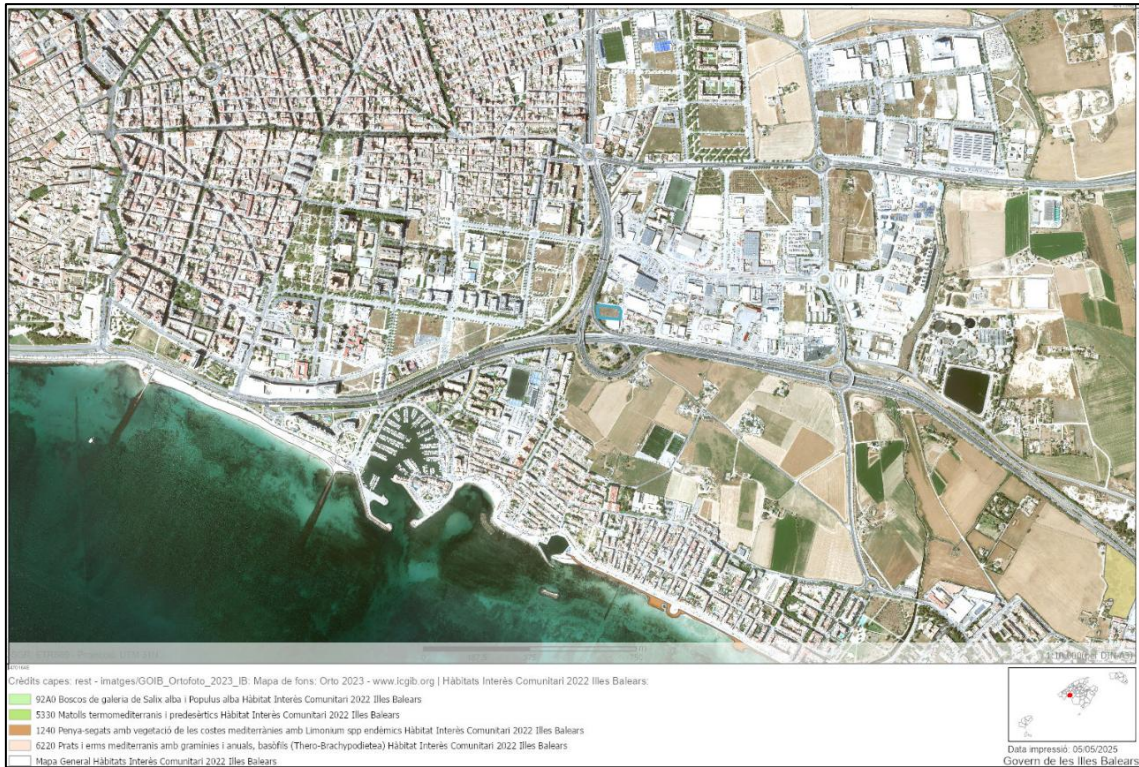 Crèdits capes: rest - imatges/GOIB_Ortofoto_2023_IB: Mapa de fons: Orto 2023 - www.icgib.org | Hàbitats Interès Comunitari 2022 Illes Balears:
92A0 Boscos de galeria de Salix alba i Populus alba Hàbitat Interès Comunitari 2022 Illes Balears
5330 Matolls termomediterranis i predesèrtics Hàbitat Interès Comunitari 2022 Illes Balears
1240 Penya-segats amb vegetació de les costes mediterrànies amb Limonium spp endèmics Hàbitat Interès Comunitari 2022 Illes Balears
6220 Prats i erms mediterranis amb gramínies i anuals, basòfils (Thero-Brachypodietea) Hàbitat Interès Comunitari 2022 Illes Balears
Mapa General Hàbitats Interès Comunitari 2022 Illes Balears
Data impressió: 05/05/2025
Govern de les Illes Balears